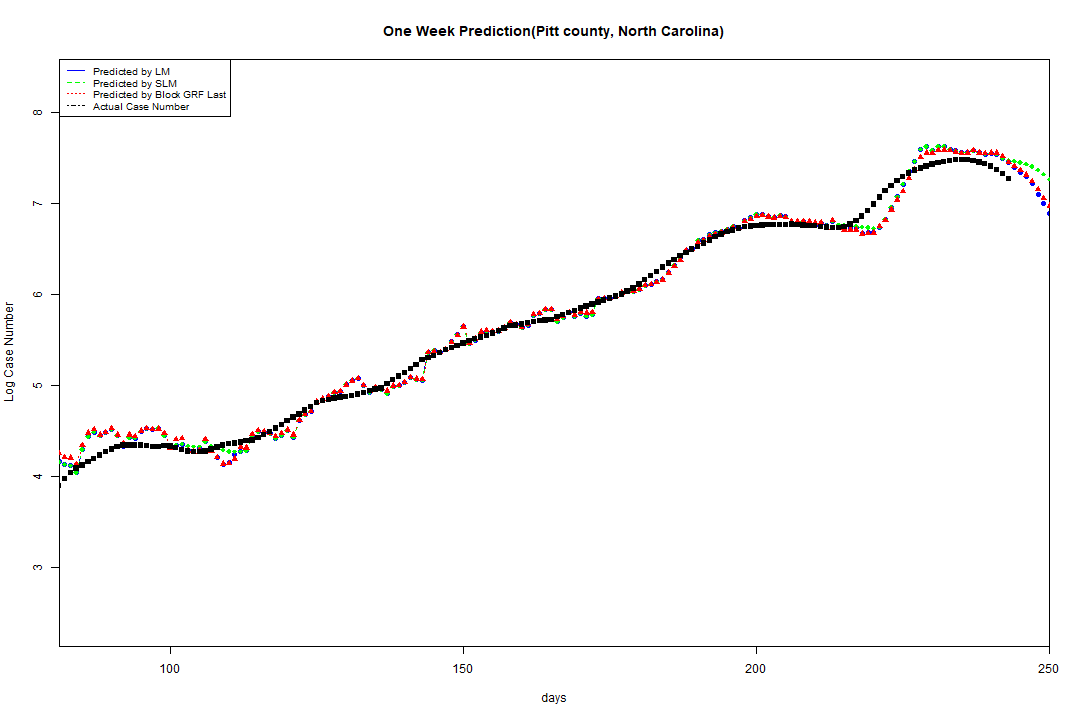 One Week Prediction(Pitt county, North Carolina)
Predicted by LM
Predicted by SLM
Predicted by Block GRF Last
Actual Case Number
8
7
6
5
4
3
Log Case Number
100 150 200 250
days